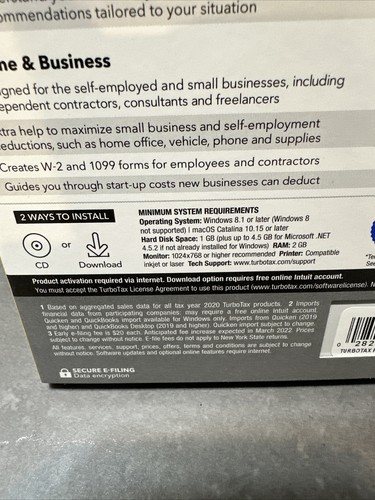 ommendations tailored to your situation
ne & Business
gned for the self-employed and small businesses, including
ependent contractors, consultants and freelancers
tra help to maximize small business and self-employment
eductions, such as home office, vehicle, phone and supplies
Creates W-2 and 1099 forms for employees and contractors
Guides you through start-up costs new businesses can deduct
2 WAYS TO INSTALL
CD
or
Download
MINIMUM SYSTEM REQUIREMENTS
Operating System: Windows 8.1 or later (Windows 8
not supported) | macOS Catalina 10.15 or later
Hard Disk Space: 1 GB (plus up to 4.5 GB for Microsoft .NET
4.5.2 if not already installed for Windows) RAM: 2 GB
Monitor: 1024x768 or higher recommended Printer: Compatible
inkjet or laser Tech Support: www.turbotax.com/support
Product activation required via internet. Download option requires free online Intuit account.
You must accept the TurboTax License Agreement to use this product (www.turbotax.com/softwarelicense).
1 Based on aggregated sales data for all tax year 2020 TurboTax products. 2 Imports
financial data from participating companies; may require a free online Intuit account.
Quicken and QuickBooks import available for Windows only. Imports from Quicken (2019
and higher) and QuickBooks Desktop (2019 and higher). Quicken import subject to change.
3 Early e-filing fee is $20 each. Anticipated fee increase expected in March 2022. Prices
subject to change without notice. E-file fees do not apply to New York State returns.
All features, services, support, prices, offers, terms and conditions are subject to change
without notice. Software updates and optional online features require internet.
SECURE E-FILING
Data encryption
*Te
See
0 282
TURBOTAX